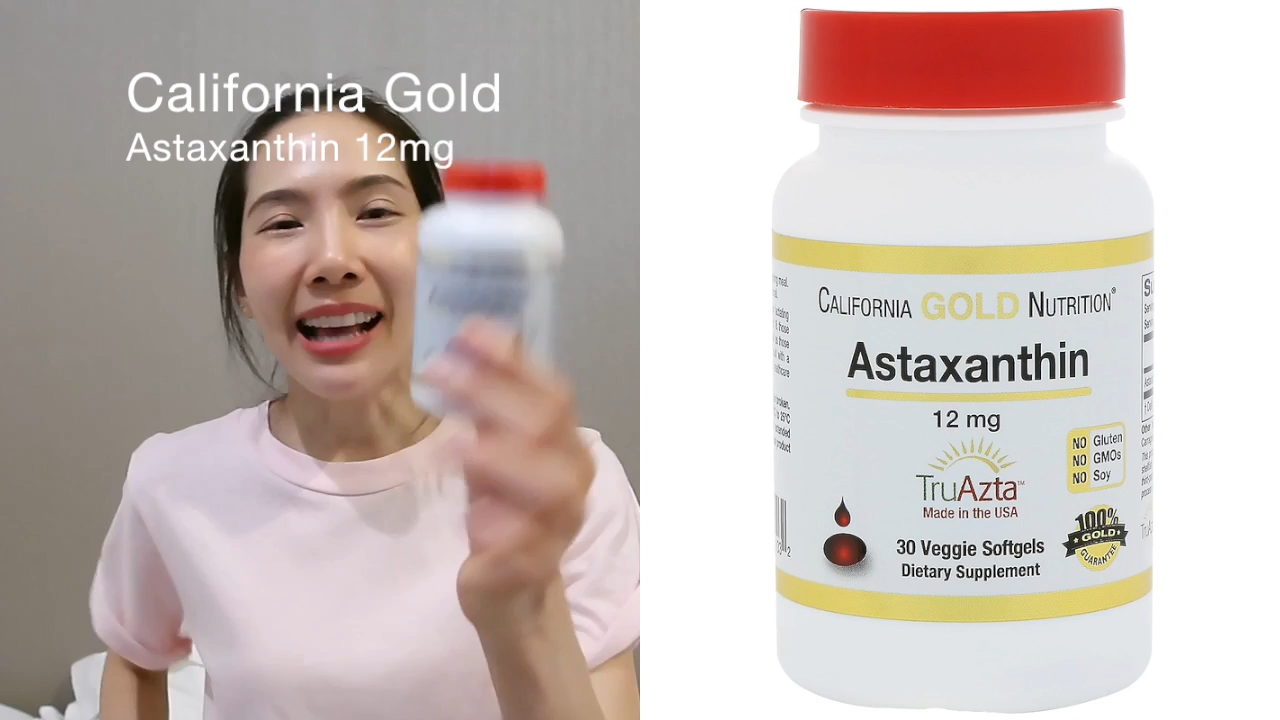 California Gold
Astaxanthin 12mg
CALIFORNIA GOLD NUTRITION®
Astaxanthin
12 mg
NO Gluten
NO GMOs
NO Soy
TruAzta™
Made in the USA
100%
GOLD
GUARANTEE
30 Veggie Softgels
Dietary Supplement